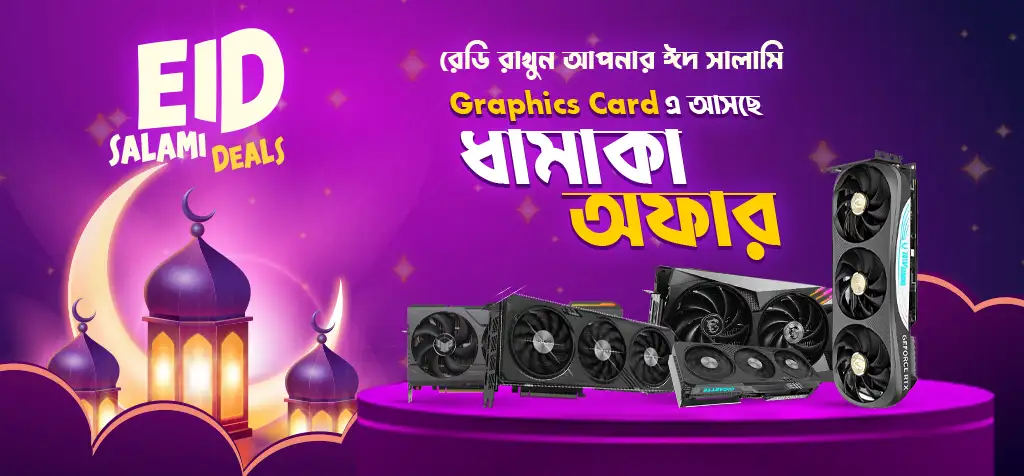 EID
SALAMI DEALS
রেডি রাখুন আপনার ঈদ সালামি
Graphics Card এ আসছে
ধামাকা
অফার
GEFORCE RTX